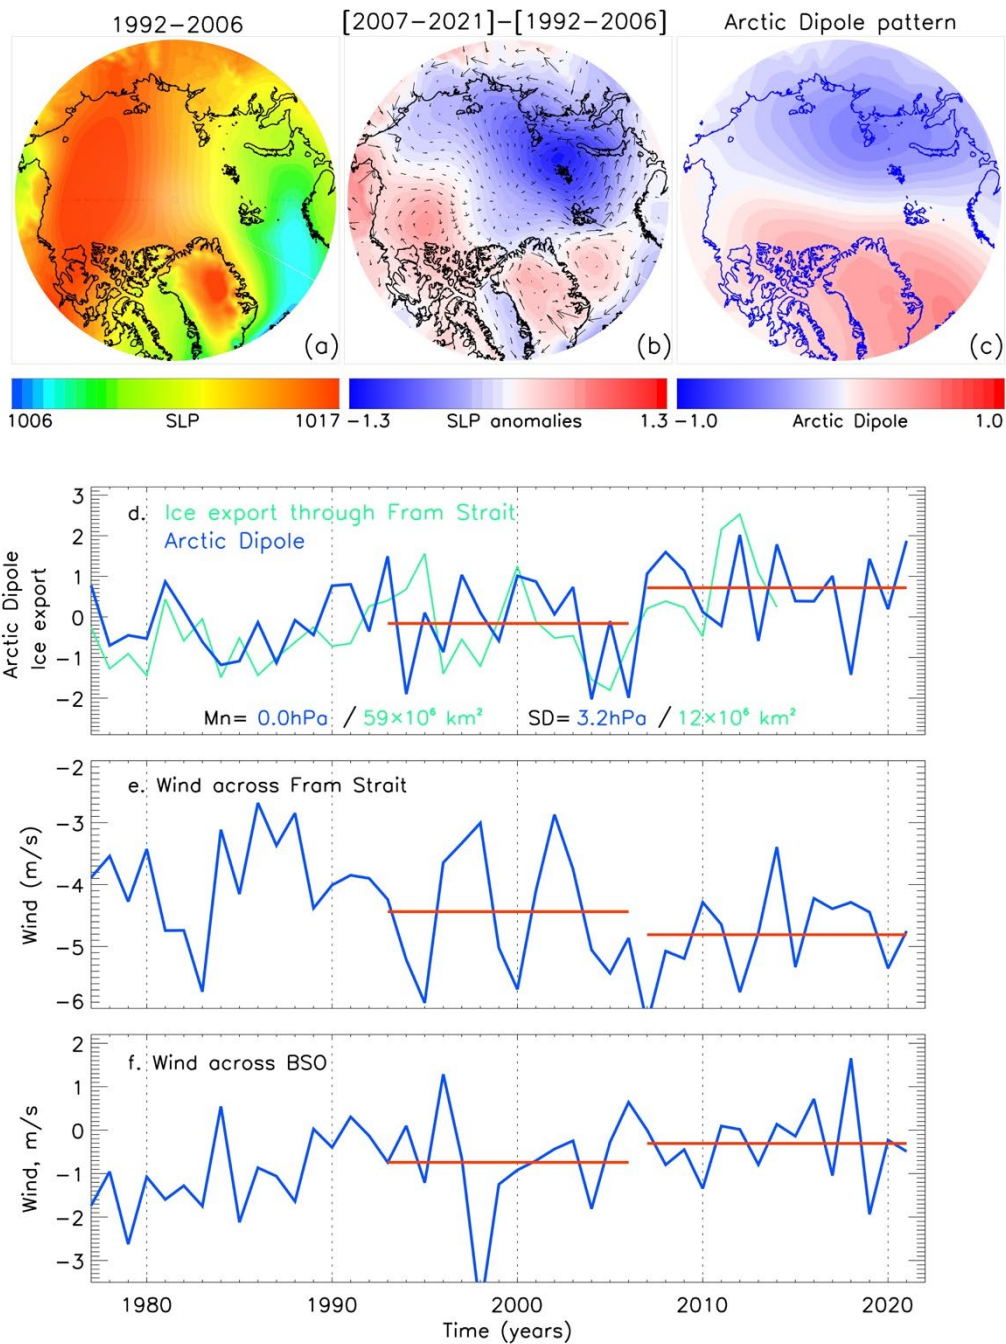 1992−2006
[2007−2021]−[1992−2006]
Arctic Dipole pattern
(a)
(b)
(c)
1006 SLP 1017
−1.3 SLP anomalies 1.3
−1.0 Arctic Dipole 1.0
d. Ice export through Fram Strait
Arctic Dipole
Arctic Dipole
Ice export
3
2
1
0
−1
−2
Mn= 0.0hPa / 59×10⁶ km² SD= 3.2hPa / 12×10⁶ km²
e. Wind across Fram Strait
Wind (m/s)
−2
−3
−4
−5
−6
f. Wind across BSO
Wind, m/s
2
1
0
−1
−2
−3
1980 1990 2000 2010 2020
Time (years)